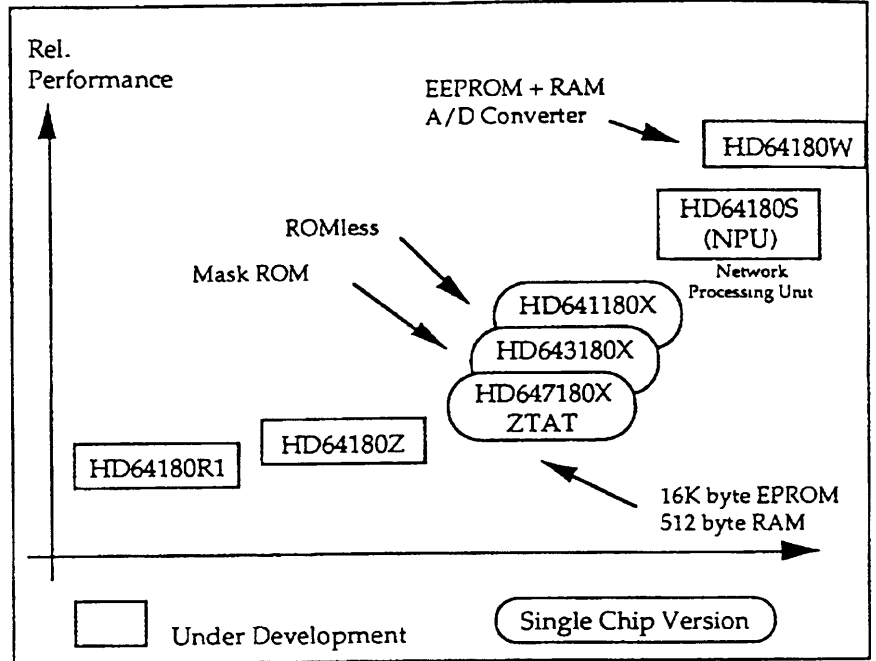 Rel.
Performance
EEPROM + RAM
A/D Converter
HD64180W
HD64180S
(NPU)
Network
Processing Unit
ROMless
Mask ROM
HD641180X
HD643180X
HD647180X
ZTAT
HD64180Z
HD64180R1
16K byte EPROM
512 byte RAM
Under Development
Single Chip Version